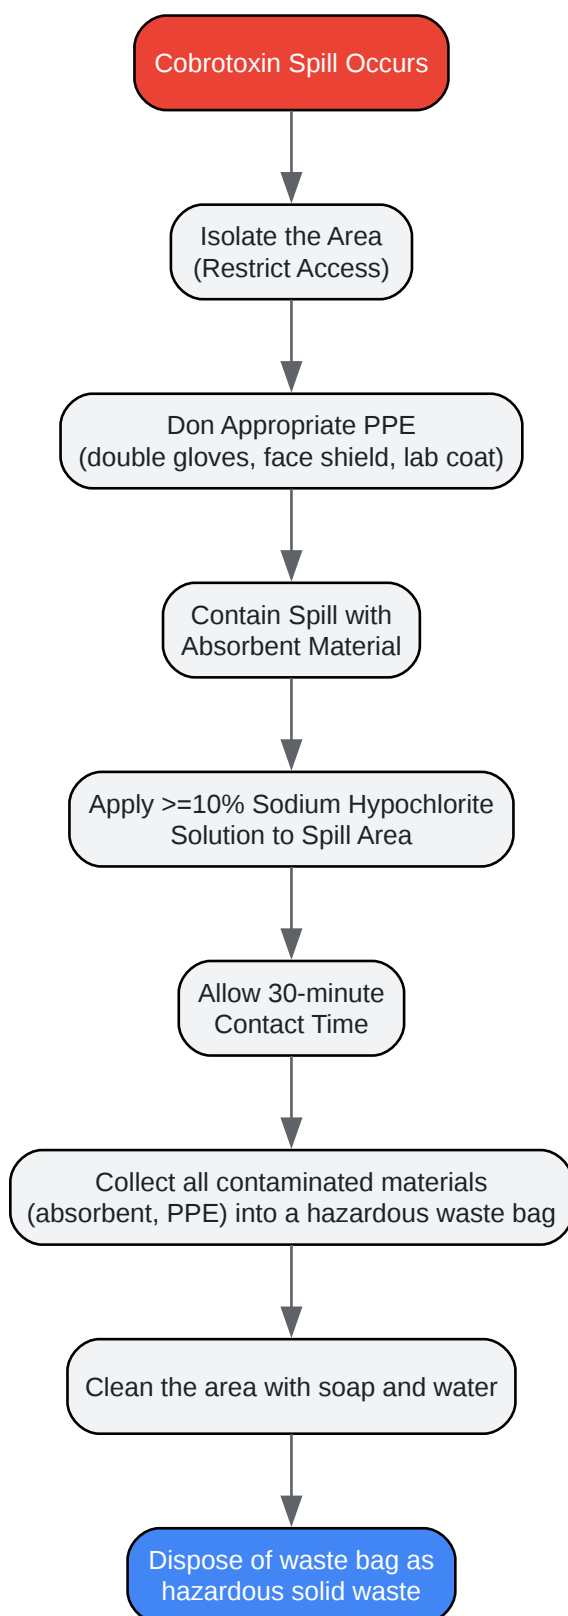 Cobrotoxin Spill Occurs
Isolate the Area
(Restrict Access)
Don Appropriate PPE
(double gloves, face shield, lab coat)
Contain Spill with
Absorbent Material
Apply >=10% Sodium Hypochlorite
Solution to Spill Area
Allow 30-minute
Contact Time
Collect all contaminated materials
(absorbent, PPE) into a hazardous waste bag
Clean the area with soap and water
Dispose of waste bag as
hazardous solid waste